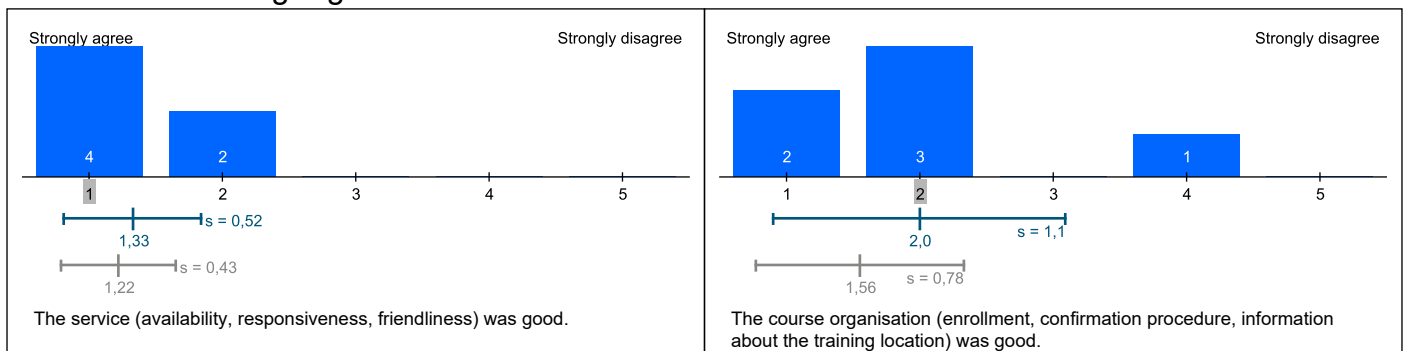 Strongly agree
Strongly disagree
4
2
1
2
3
4
5
s = 0,52
1,33
s = 0,43
1,22
The service (availability, responsiveness, friendliness) was good.
Strongly agree
Strongly disagree
2
3
1
1
2
3
4
5
s = 1,1
2,0
s = 0,78
1,56
The course organisation (enrollment, confirmation procedure, information
about the training location) was good.